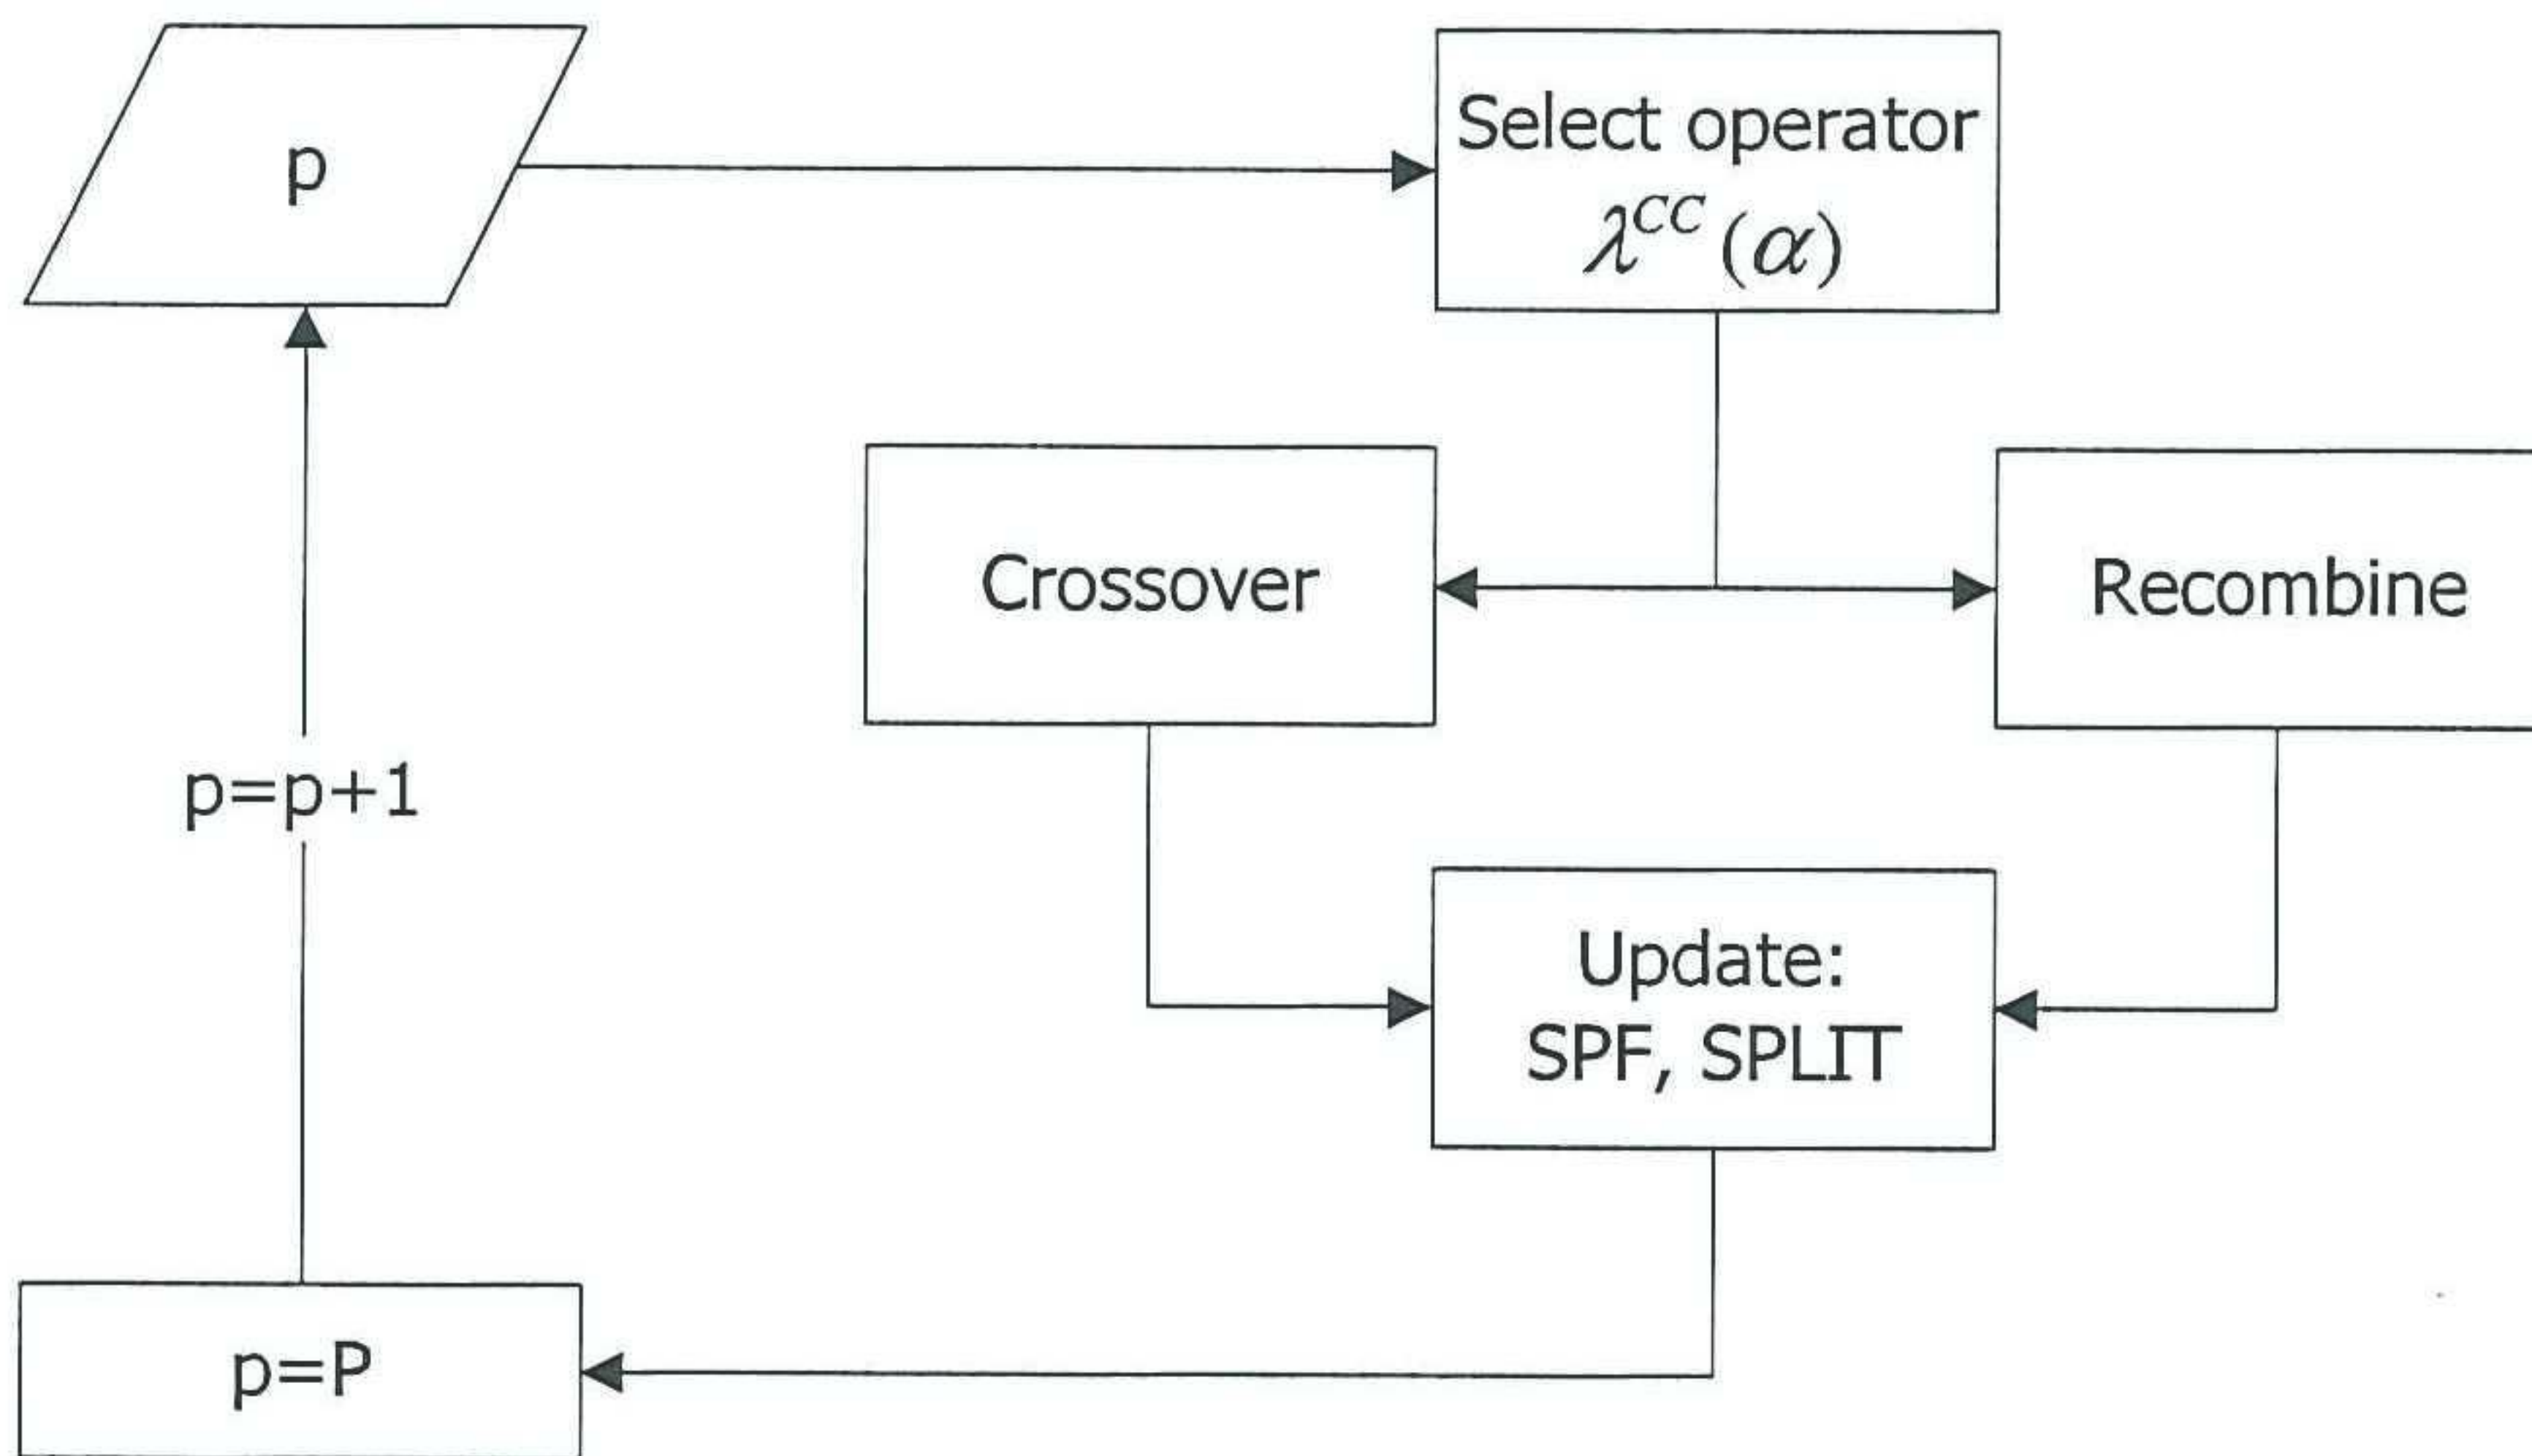 p
Select operator
λ^CC (α)
Crossover
Recombine
p=p+1
Update:
SPF, SPLIT
p=P